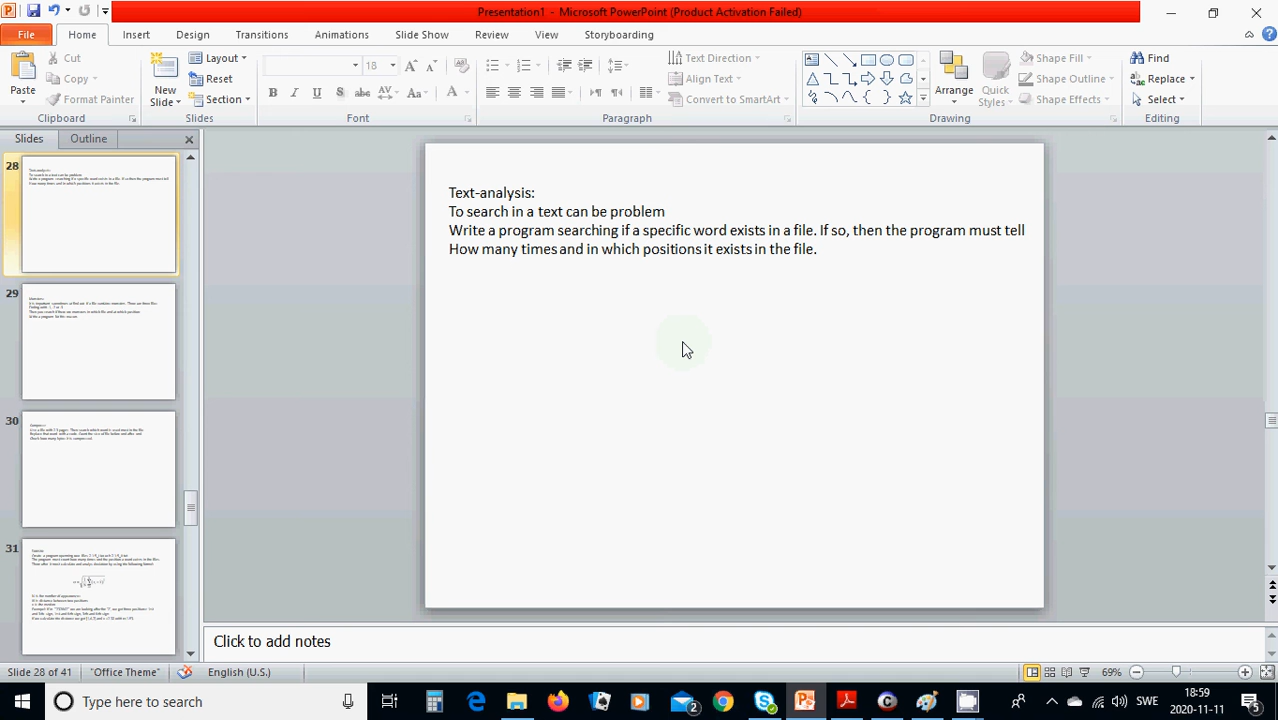 Presentation1 - Microsoft PowerPoint (Product Activation Failed)
File Home Insert Design Transitions Animations Slide Show Review View Storyboarding
Cut
Copy
Format Painter
Paste
Clipboard
New
Slide
Layout
Reset
Section
Slides
18
Font
Text Direction
Align Text
Convert to SmartArt
Paragraph
Arrange
Quick
Styles
Shape Fill
Shape Outline
Shape Effects
Drawing
Find
Replace
Select
Editing
Slides Outline
28
29
30
31
Text-analysis:
To search in a text can be problem
Write a program searching if a specific word exists in a file. If so, then the program must tell
How many times and in which positions it exists in the file.
Click to add notes
Slide 28 of 41 "Office Theme" English (U.S.) 69%
Type here to search
2
SWE
18:59
2020-11-11
5